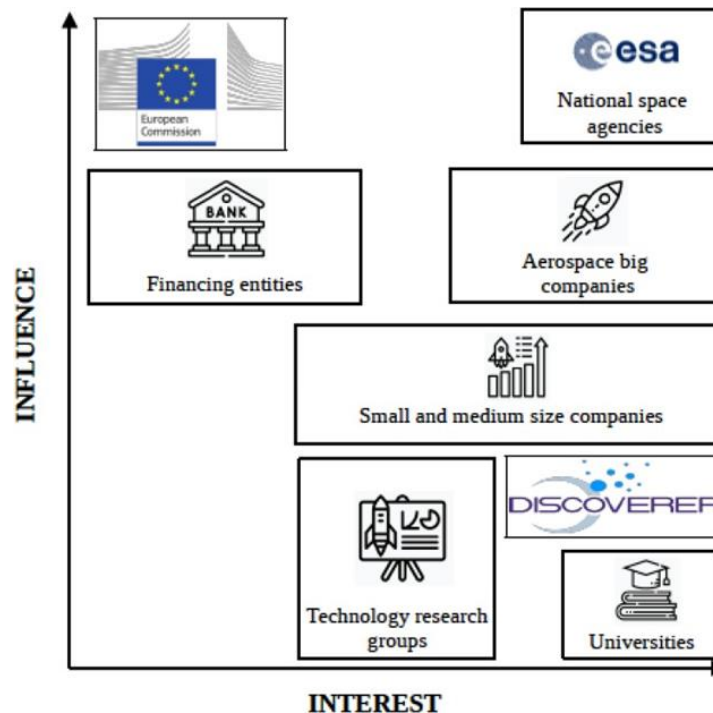 European
Commission
esa
National space
agencies
BANK
Financing entities
Aerospace big
companies
INFLUENCE
Small and medium size companies
Technology research
groups
DISCOVERER
Universities
INTEREST